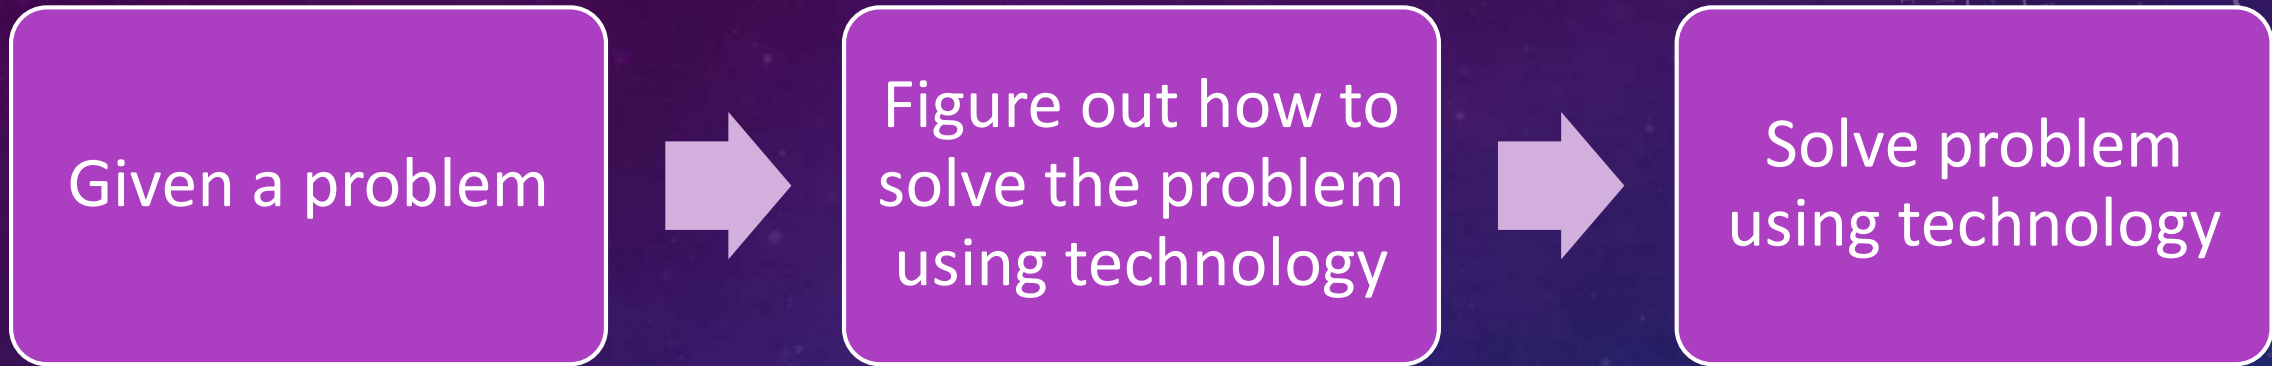 Given a problem
Figure out how to
solve the problem
using technology
Solve problem
using technology